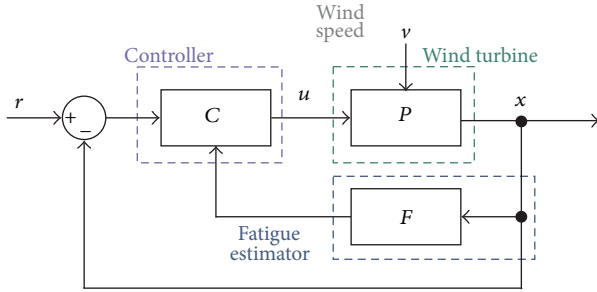 Wind
speed
Controller
v
Wind turbine
r
+
−
C
u
P
x
F
Fatigue
estimator